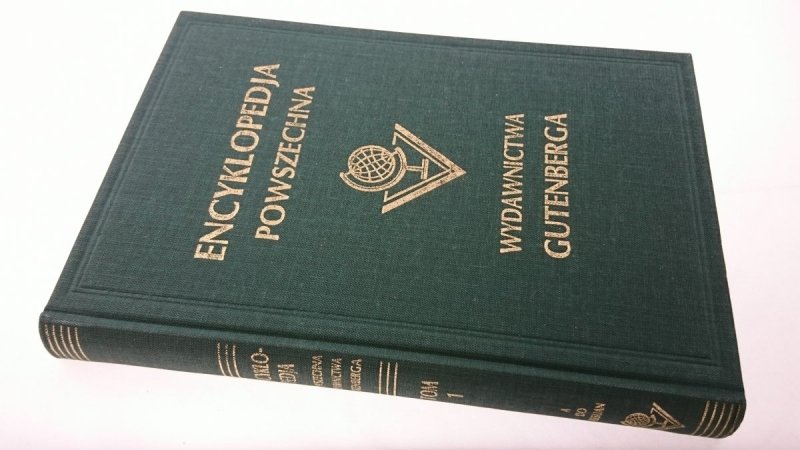 ENCYKLOPEDJA
POWSZECHNA
WYDAWNICTWA
GUTENBERGA
TOM
1
A
DO